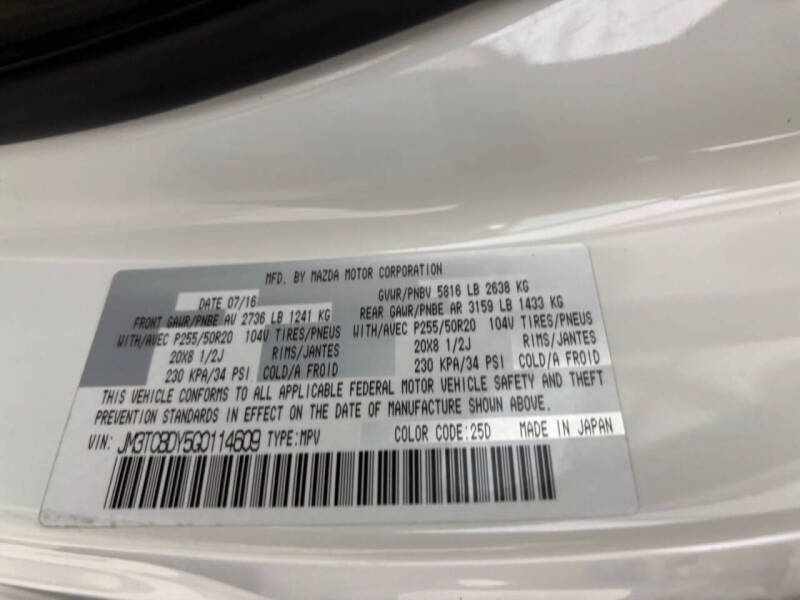 MFD. BY MAZDA MOTOR CORPORATION
DATE 07/16 GVWR/PNBV 5816 LB 2638 KG
FRONT GAWR/PNBE AV 2736 LB 1241 KG REAR GAWR/PNBE AR 3159 LB 1433 KG
WITH/AVEC P255/50R20 104V TIRES/PNEUS WITH/AVEC P255/50R20 104V TIRES/PNEUS
20X8 1/2J RIMS/JANTES 20X8 1/2J RIMS/JANTES
230 KPA/34 PSI COLD/A FROID 230 KPA/34 PSI COLD/A FROID
THIS VEHICLE CONFORMS TO ALL APPLICABLE FEDERAL MOTOR VEHICLE SAFETY AND THEFT
PREVENTION STANDARDS IN EFFECT ON THE DATE OF MANUFACTURE SHOWN ABOVE.
VIN: JM3TCBDY5G0114609 TYPE:MPV COLOR CODE:25D MADE IN JAPAN